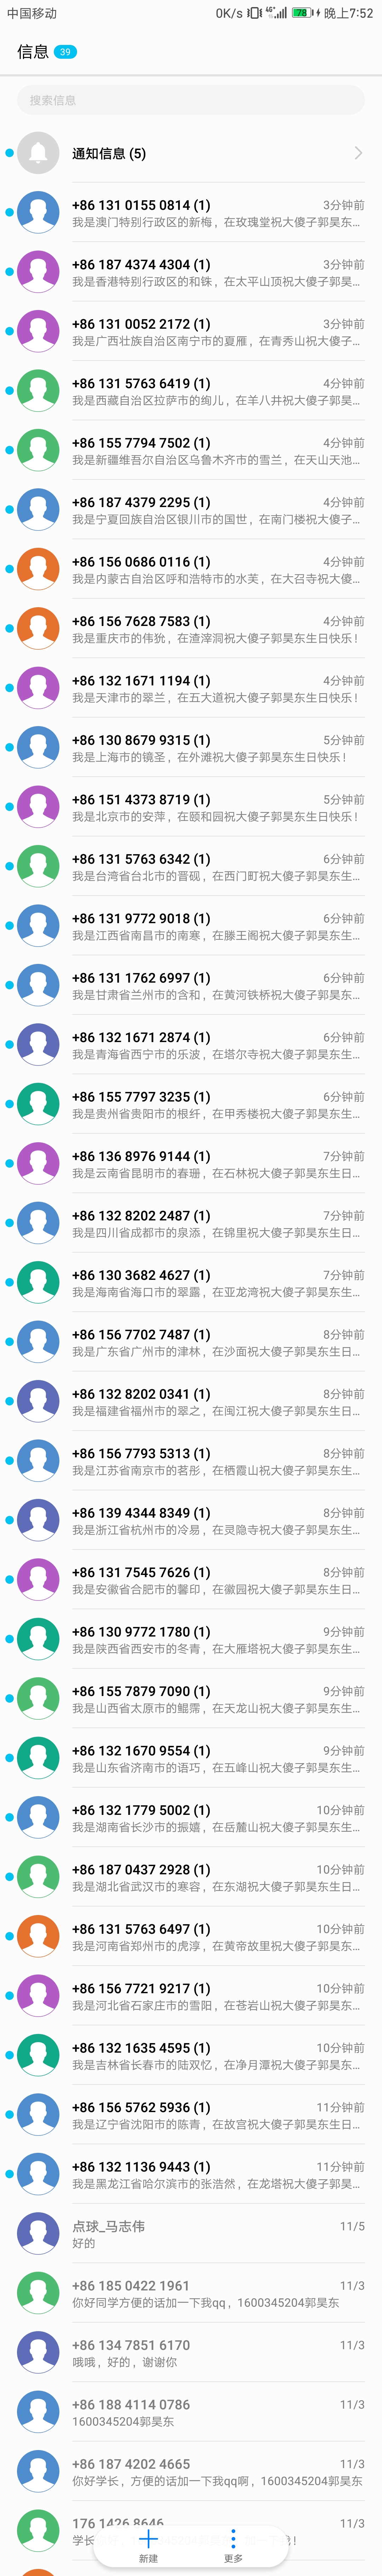 中国移动 0K/s 4G 78 晚上7:52
信息 39
搜索信息
通知信息 (5)
+86 131 0155 0814 (1) 3分钟前
我是澳门特别行政区的新梅，在玫瑰堂祝大傻子郭昊东...
+86 187 4374 4304 (1) 3分钟前
我是香港特别行政区的和铢，在太平山顶祝大傻子郭昊...
+86 131 0052 2172 (1) 3分钟前
我是广西壮族自治区南宁市的夏雁，在青秀山祝大傻子...
+86 131 5763 6419 (1) 4分钟前
我是西藏自治区拉萨市的绚儿，在羊八井祝大傻子郭昊...
+86 155 7794 7502 (1) 4分钟前
我是新疆维吾尔自治区乌鲁木齐市的雪兰，在天山天池...
+86 187 4379 2295 (1) 4分钟前
我是宁夏回族自治区银川市的国世，在南门楼祝大傻子...
+86 156 0686 0116 (1) 4分钟前
我是内蒙古自治区呼和浩特市的水芙，在大召寺祝大傻...
+86 156 7628 7583 (1) 4分钟前
我是重庆市的伟矧，在渣滓洞祝大傻子郭昊东生日快乐！
+86 132 1671 1194 (1) 4分钟前
我是天津市的翠兰，在五大道祝大傻子郭昊东生日快乐！
+86 130 8679 9315 (1) 5分钟前
我是上海市的镜圣，在外滩祝大傻子郭昊东生日快乐！
+86 151 4373 8719 (1) 5分钟前
我是北京市的安萍，在颐和园祝大傻子郭昊东生日快乐！
+86 131 5763 6342 (1) 6分钟前
我是台湾省台北市的晋砚，在西门町祝大傻子郭昊东生...
+86 131 9772 9018 (1) 6分钟前
我是江西省南昌市的南寒，在滕王阁祝大傻子郭昊东生...
+86 131 1762 6997 (1) 6分钟前
我是甘肃省兰州市的含和，在黄河铁桥祝大傻子郭昊东...
+86 132 1671 2874 (1) 6分钟前
我是青海省西宁市的乐波，在塔尔寺祝大傻子郭昊东生...
+86 155 7797 3235 (1) 6分钟前
我是贵州省贵阳市的根纤，在甲秀楼祝大傻子郭昊东生...
+86 136 8976 9144 (1) 7分钟前
我是云南省昆明市的春珊，在石林祝大傻子郭昊东生日...
+86 132 8202 2487 (1) 7分钟前
我是四川省成都市的泉添，在锦里祝大傻子郭昊东生日...
+86 130 3682 4627 (1) 7分钟前
我是海南省海口市的翠露，在亚龙湾祝大傻子郭昊东生...
+86 156 7702 7487 (1) 8分钟前
我是广东省广州市的津林，在沙面祝大傻子郭昊东生日...
+86 132 8202 0341 (1) 8分钟前
我是福建省福州市的翠之，在闽江祝大傻子郭昊东生日...
+86 156 7793 5313 (1) 8分钟前
我是江苏省南京市的茗彤，在栖霞山祝大傻子郭昊东生...
+86 139 4344 8349 (1) 8分钟前
我是浙江省杭州市的冷易，在灵隐寺祝大傻子郭昊东生...
+86 131 7545 7626 (1) 8分钟前
我是安徽省合肥市的馨印，在徽园祝大傻子郭昊东生日...
+86 130 9772 1780 (1) 9分钟前
我是陕西省西安市的冬青，在大雁塔祝大傻子郭昊东生...
+86 155 7879 7090 (1) 9分钟前
我是山西省太原市的鲲霈，在天龙山祝大傻子郭昊东生...
+86 132 1670 9554 (1) 9分钟前
我是山东省济南市的语巧，在五峰山祝大傻子郭昊东生...
+86 132 1779 5002 (1) 10分钟前
我是湖南省长沙市的振嬉，在岳麓山祝大傻子郭昊东生...
+86 187 0437 2928 (1) 10分钟前
我是湖北省武汉市的寒容，在东湖祝大傻子郭昊东生日...
+86 131 5763 6497 (1) 10分钟前
我是河南省郑州市的虎淳，在黄帝故里祝大傻子郭昊东...
+86 156 7721 9217 (1) 10分钟前
我是河北省石家庄市的雪阳，在苍岩山祝大傻子郭昊东...
+86 132 1635 4595 (1) 10分钟前
我是吉林省长春市的陆双忆，在净月潭祝大傻子郭昊东...
+86 156 5762 5936 (1) 11分钟前
我是辽宁省沈阳市的陈青，在故宫祝大傻子郭昊东生日...
+86 132 1136 9443 (1) 11分钟前
我是黑龙江省哈尔滨市的张浩然，在龙塔祝大傻子郭昊...
点球_马志伟 11/5
好的
+86 185 0422 1961 11/3
你好同学方便的话加一下我qq，1600345204郭昊东
+86 134 7851 6170 11/3
哦哦，好的，谢谢你
+86 188 4114 0786 11/3
1600345204郭昊东
+86 187 4202 4665 11/3
你好学长，方便的话加一下我qq啊，1600345204郭昊东
176 1426 8646 11/3
学长
新建 更多